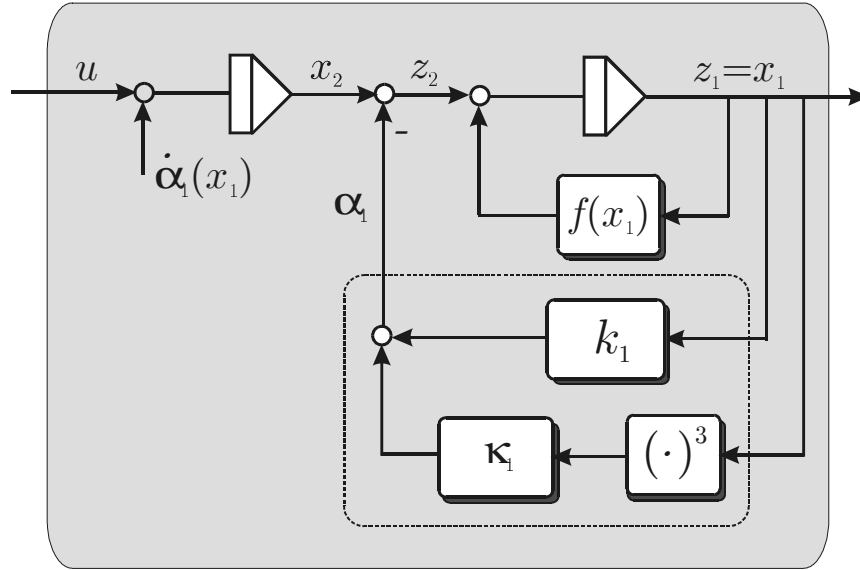 u
x₂
z₂
z₁=x₁
-
α̇₁(x₁)
α₁
f(x₁)
k₁
κ₁
(·)³